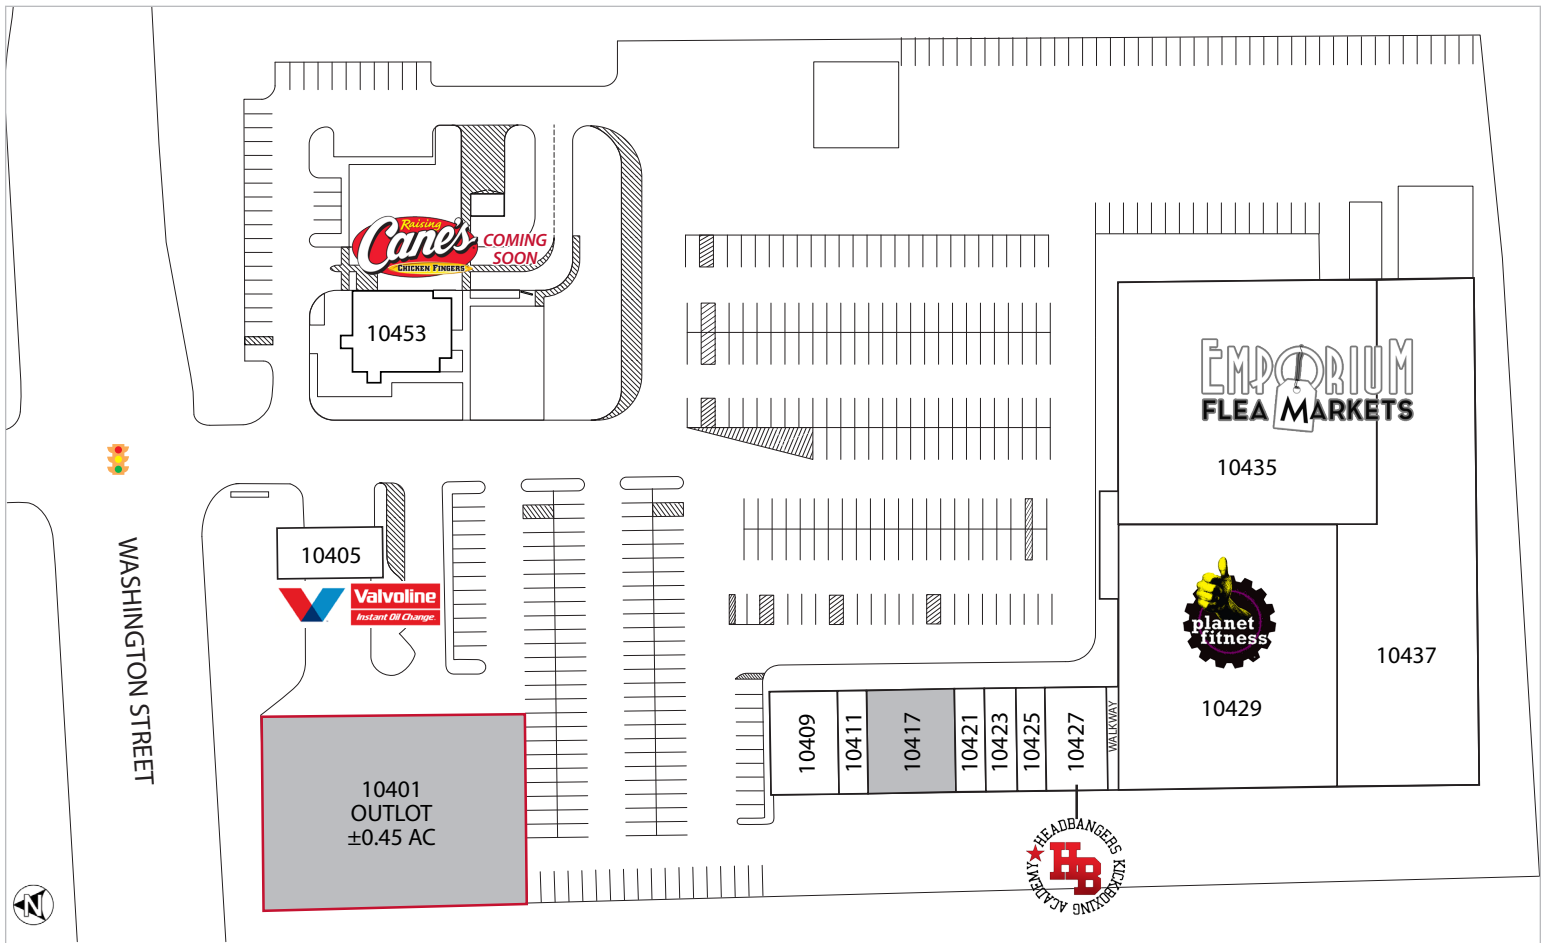 Raising
Cane's
CHICKEN FINGERS
COMING
SOON
10453
EMPORIUM
FLEA MARKETS
10435
10405
Valvoline
Instant Oil Change
WASHINGTON STREET
planet
fitness
10429
10437
10409
10411
10417
10421
10423
10425
10427
WALKWAY
10401
OUTLOT
±0.45 AC
HEADBANGERS KICKBOXING ACADEMY
HB
N